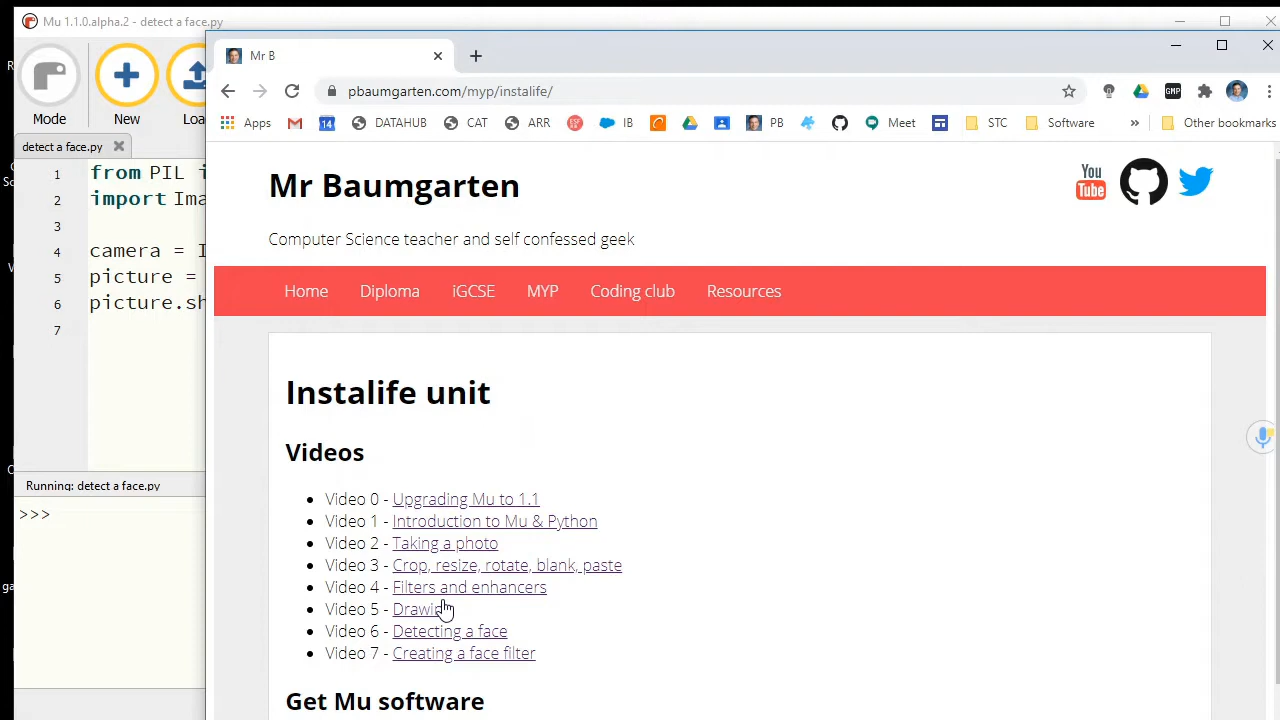 Mu 1.1.0.alpha.2 - detect a face.py
Mode
New
detect a face.py
1 from PIL
2 import
3
4 camera =
5 picture =
6
7
Running: detect a face.py
>>>
Mr B
pbaumgarten.com/myp/instalife/
GMP
Apps
14
DATAHUB
CAT
ARR
IB
PB
Meet
STC
Software
»
Other bookmarks
Mr Baumgarten
You
Tube
Computer Science teacher and self confessed geek
Home Diploma iGCSE MYP Coding club Resources
Instalife unit
Videos
• Video 0 - Upgrading Mu to 1.1
• Video 1 - Introduction to Mu & Python
• Video 2 - Taking a photo
• Video 3 - Crop, resize, rotate, blank, paste
• Video 4 - Filters and enhancers
• Video 5 -
• Video 6 - Detecting a face
• Video 7 - Creating a face filter
Get Mu software